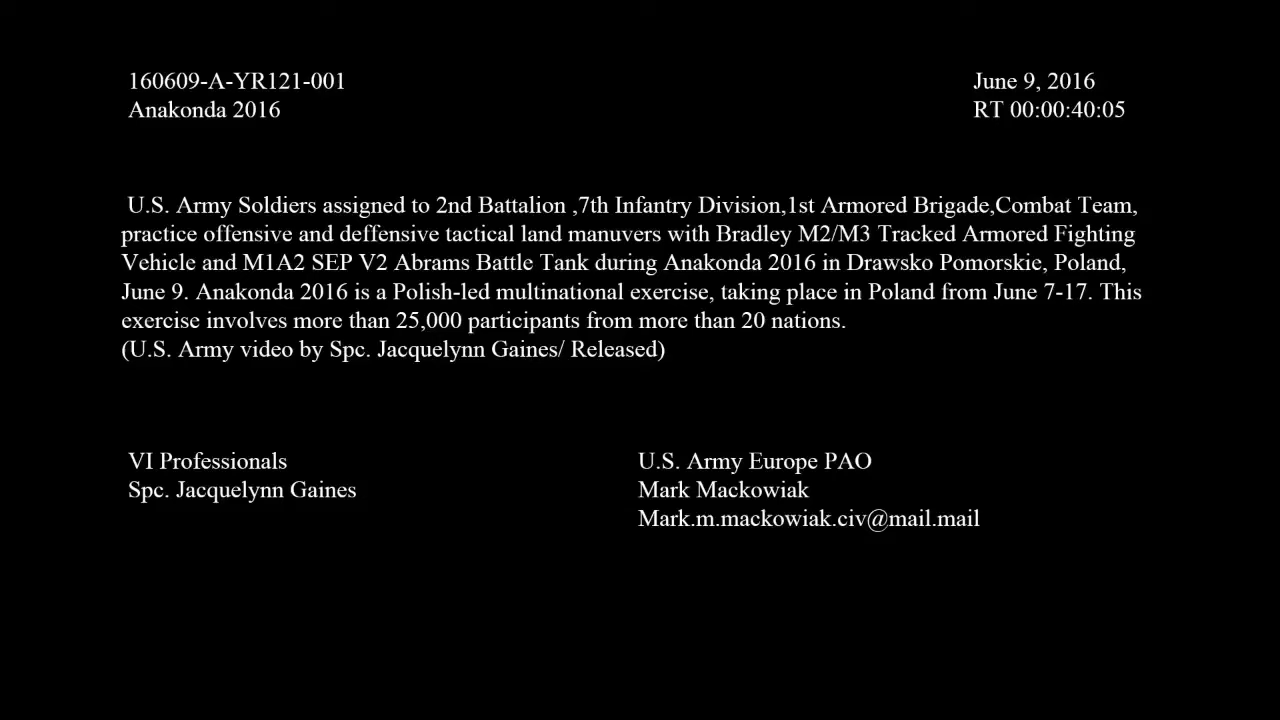 160609-A-YR121-001
June 9, 2016
Anakonda 2016
RT 00:00:40:05
U.S. Army Soldiers assigned to 2nd Battalion ,7th Infantry Division,1st Armored Brigade,Combat Team,
practice offensive and deffensive tactical land manuvers with Bradley M2/M3 Tracked Armored Fighting
Vehicle and M1A2 SEP V2 Abrams Battle Tank during Anakonda 2016 in Drawsko Pomorskie, Poland,
June 9. Anakonda 2016 is a Polish-led multinational exercise, taking place in Poland from June 7-17. This
exercise involves more than 25,000 participants from more than 20 nations.
(U.S. Army video by Spc. Jacquelynn Gaines/ Released)
VI Professionals
Spc. Jacquelynn Gaines
U.S. Army Europe PAO
Mark Mackowiak
Mark.m.mackowiak.civ@mail.mail